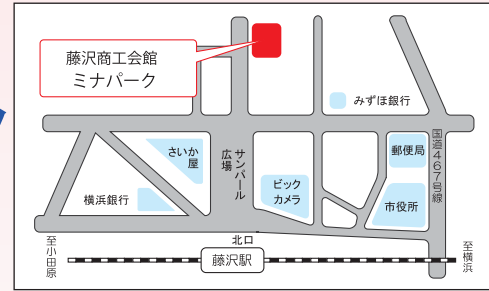 藤沢商工会館
ミナパーク
みずほ銀行
さいか
屋
サンパール
広場
郵便局
国道467号線
横浜銀行
ビック
カメラ
市役所
北口
至小田原
藤沢駅
至横浜